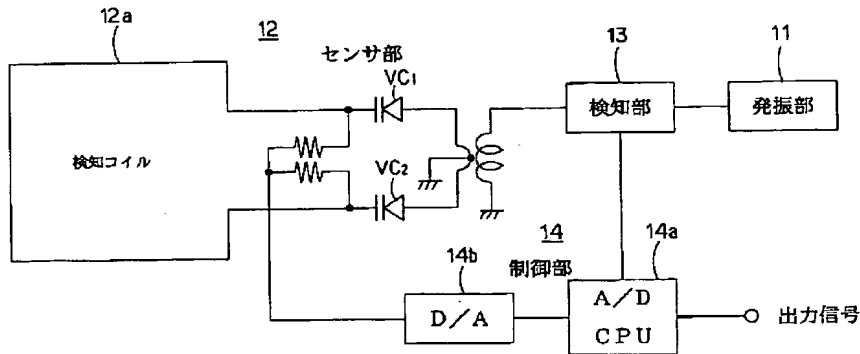 12a
12
センサ部
VC1
13
11
検知部
発振部
検知コイル
VC2
14
制御部
14a
14b
D/A
A/D
CPU
出力信号